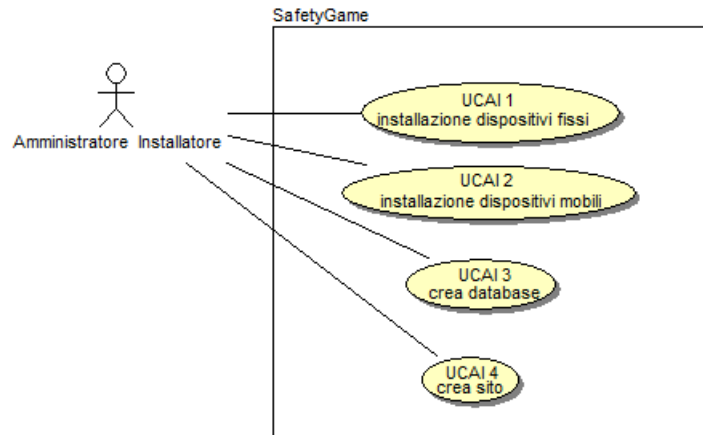 SafetyGame
UCAI 1
installazione dispositivi fissi
Amministratore Installatore
UCAI 2
installazione dispositivi mobili
UCAI 3
crea database
UCAI 4
crea sito